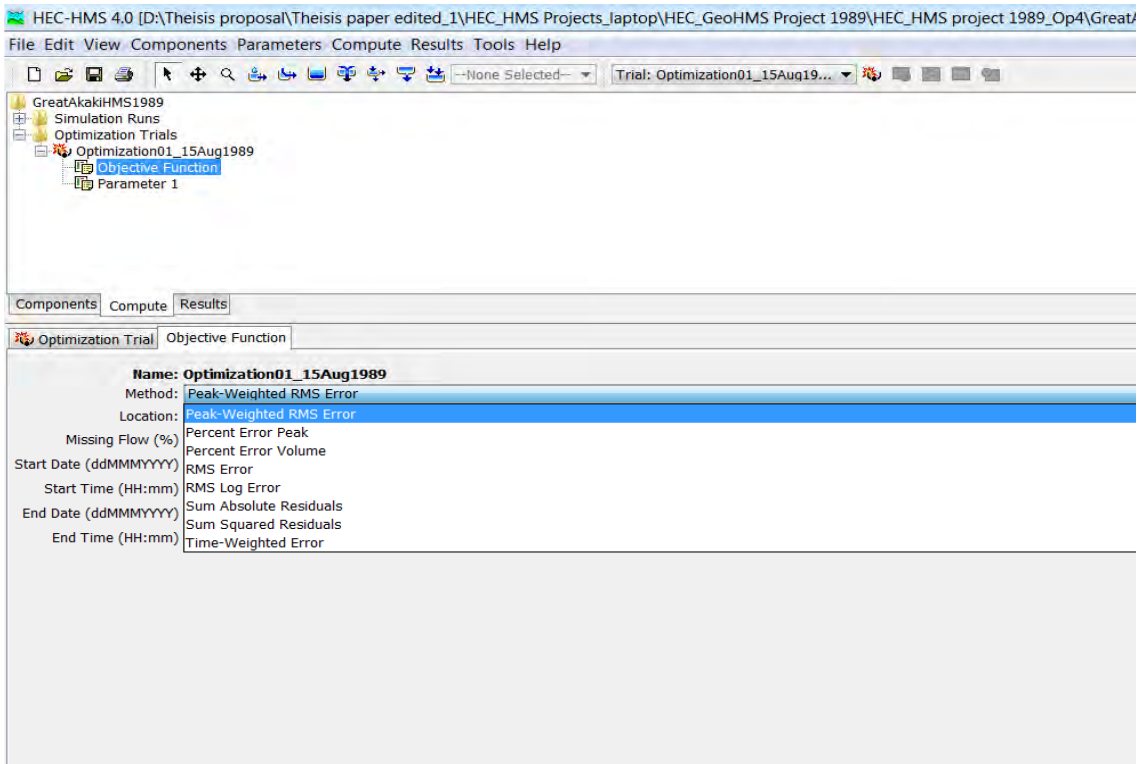 HEC-HMS 4.0 [D:\Theisis proposal\Theisis paper edited_1\HEC_HMS Projects_laptop\HEC_GeoHMS Project 1989\HEC_HMS project 1989_Op4\GreatA
File Edit View Components Parameters Compute Results Tools Help
--None Selected-- Trial: Optimization01_15Aug19...
GreatAkakiHMS1989
Simulation Runs
Optimization Trials
Optimization01_15Aug1989
Objective Function
Parameter 1
Components Compute Results
Optimization Trial Objective Function
Name: Optimization01_15Aug1989
Method: Peak-Weighted RMS Error
Location: Peak-Weighted RMS Error
Missing Flow (%) Percent Error Peak
Percent Error Volume
Start Date (ddMMMYYYY) RMS Error
Start Time (HH:mm) RMS Log Error
End Date (ddMMMYYYY) Sum Absolute Residuals
Sum Squared Residuals
End Time (HH:mm) Time-Weighted Error